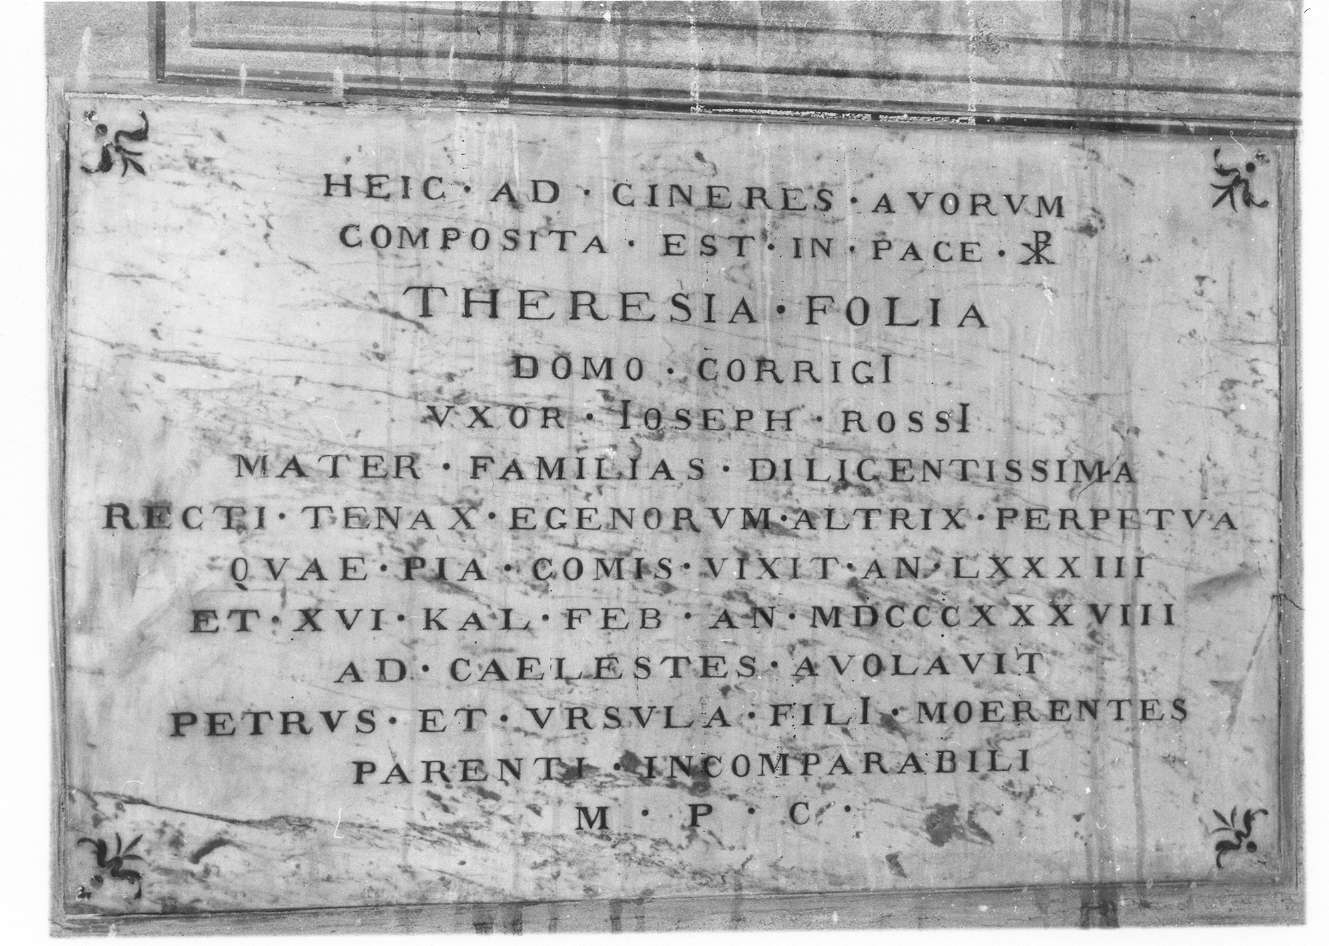 HEIC · AD · CINERES · AVORVM
COMPOSITA · EST · IN · PACE · ☧
THERESIA · FOLIA
DOMO · CORRIGI
VXOR · IOSEPH · ROSSI
MATER · FAMILIAS · DILIGENTISSIMA
RECTI · TENAX · EGENORVM · ALTRIX · PERPETVA
QVAE · PIA · COMIS · VIXIT · AN · LXXXIII
ET · XVI · KAL · FEB · AN · MDCCCXXXVIIII
AD · CAELESTES · AVOLAVIT
PETRVS · ET · VRSVLA · FILI · MOERENTES
PARENTI · INCOMPARABILI
M · P · C ·